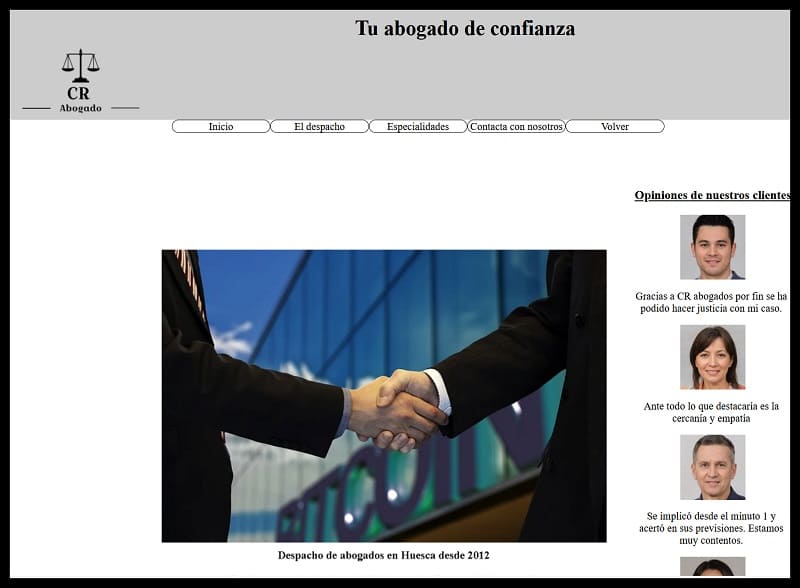 Tu abogado de confianza
CR
Abogado
Inicio
El despacho
Especialidades
Contacta con nosotros
Volver
Opiniones de nuestros clientes
Gracias a CR abogados por fin se ha
podido hacer justicia con mi caso.
Ante todo lo que destacaria es la
cercanía y empatía
Se implicó desde el minuto 1 y
acertó en sus previsiones. Estamos
muy contentos.
BITCOIN
Despacho de abogados en Huesca desde 2012